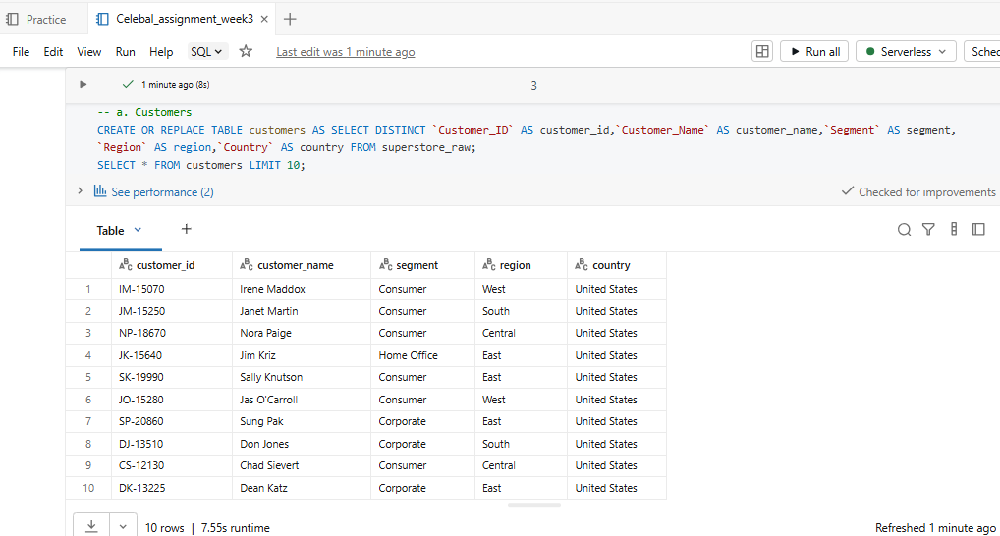 Practice Celebal_assignment_week3 × +
File Edit View Run Help SQL Last edit was 1 minute ago Run all Serverless Sched
1 minute ago (8s) 3
-- a. Customers
CREATE OR REPLACE TABLE customers AS SELECT DISTINCT `Customer_ID` AS customer_id,`Customer_Name` AS customer_name,`Segment` AS segment,
`Region` AS region,`Country` AS country FROM superstore_raw;
SELECT * FROM customers LIMIT 10;
See performance (2) Checked for improvements
Table +
customer_id customer_name segment region country
1 IM-15070 Irene Maddox Consumer West United States
2 JM-15250 Janet Martin Consumer South United States
3 NP-18670 Nora Paige Consumer Central United States
4 JK-15640 Jim Kriz Home Office East United States
5 SK-19990 Sally Knutson Consumer East United States
6 JO-15280 Jas O'Carroll Consumer West United States
7 SP-20860 Sung Pak Corporate East United States
8 DJ-13510 Don Jones Corporate South United States
9 CS-12130 Chad Sievert Consumer Central United States
10 DK-13225 Dean Katz Corporate East United States
10 rows | 7.55s runtime Refreshed 1 minute ago